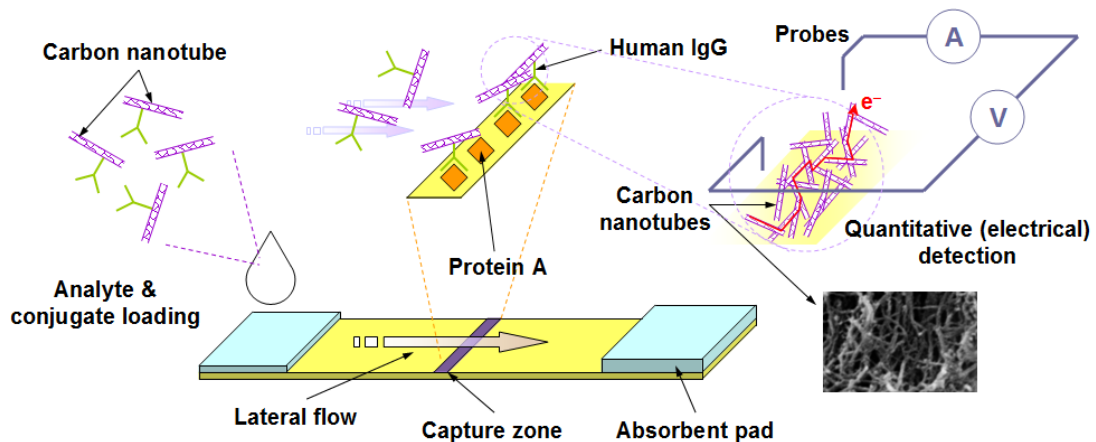 Carbon nanotube
Human IgG
Probes
A
V
e⁻
Carbon
nanotubes
Quantitative (electrical)
detection
Protein A
Analyte &
conjugate loading
Lateral flow
Capture zone
Absorbent pad